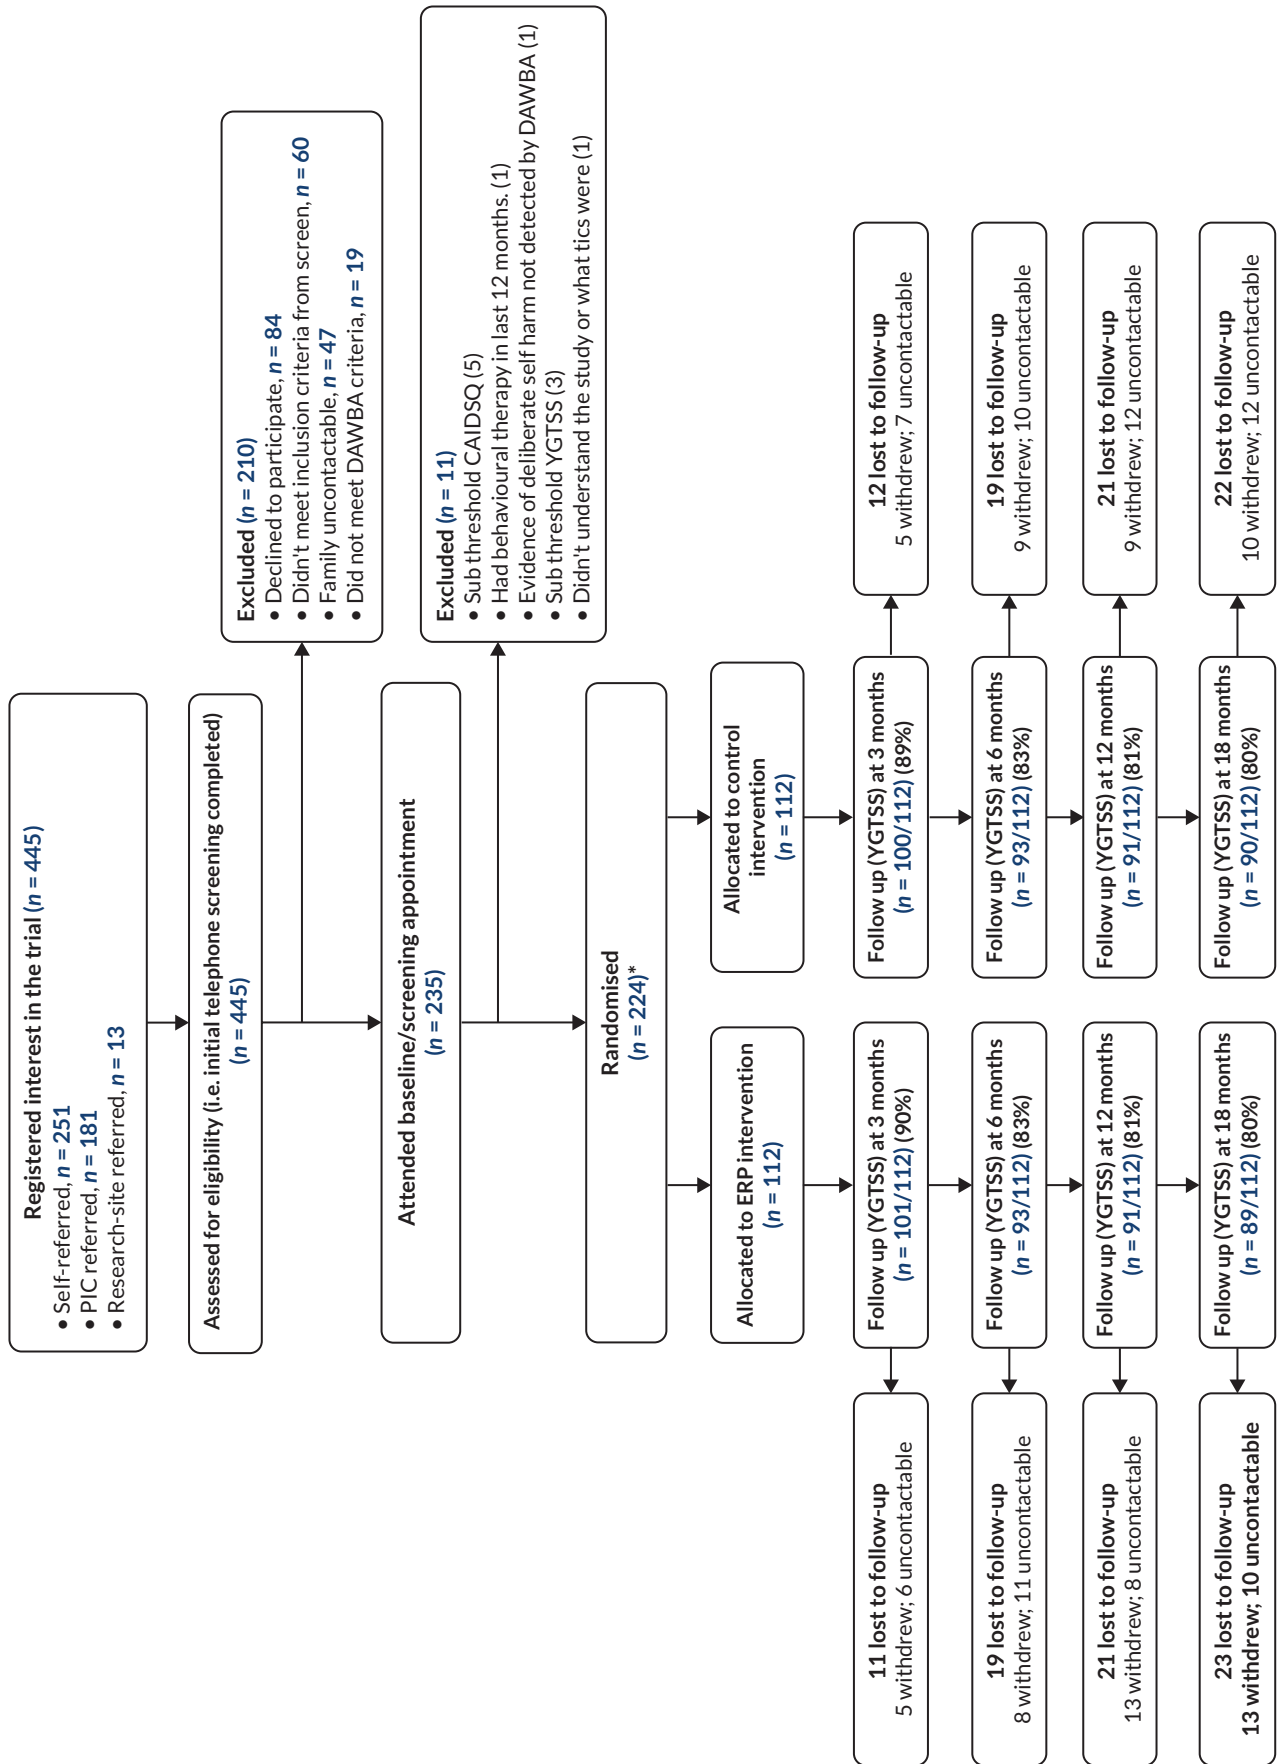 Registered interest in the trial (n = 445)
• Self-referred, n = 251
• PIC referred, n = 181
• Research-site referred, n = 13
Assessed for eligibility (i.e. initial telephone screening completed)
(n = 445)
Excluded (n = 210)
• Declined to participate, n = 84
• Didn't meet inclusion criteria from screen, n = 60
• Family uncontactable, n = 47
• Did not meet DAWBA criteria, n = 19
Attended baseline/screening appointment
(n = 235)
Excluded (n = 11)
• Sub threshold CAIDSQ (5)
• Had behavioural therapy in last 12 months. (1)
• Evidence of deliberate self harm not detected by DAWBA (1)
• Sub threshold YGTSS (3)
• Didn't understand the study or what tics were (1)
Randomised
(n = 224)*
Allocated to ERP intervention
(n = 112)
Allocated to control
intervention
(n = 112)
11 lost to follow-up
5 withdrew; 6 uncontactable
Follow up (YGTSS) at 3 months
(n = 101/112) (90%)
Follow up (YGTSS) at 3 months
(n = 100/112) (89%)
12 lost to follow-up
5 withdrew; 7 uncontactable
19 lost to follow-up
8 withdrew; 11 uncontactable
Follow up (YGTSS) at 6 months
(n = 93/112) (83%)
Follow up (YGTSS) at 6 months
(n = 93/112) (83%)
19 lost to follow-up
9 withdrew; 10 uncontactable
21 lost to follow-up
13 withdrew; 8 uncontactable
Follow up (YGTSS) at 12 months
(n = 91/112) (81%)
Follow up (YGTSS) at 12 months
(n = 91/112) (81%)
21 lost to follow-up
9 withdrew; 12 uncontactable
23 lost to follow-up
13 withdrew; 10 uncontactable
Follow up (YGTSS) at 18 months
(n = 89/112) (80%)
Follow up (YGTSS) at 18 months
(n = 90/112) (80%)
22 lost to follow-up
10 withdrew; 12 uncontactable